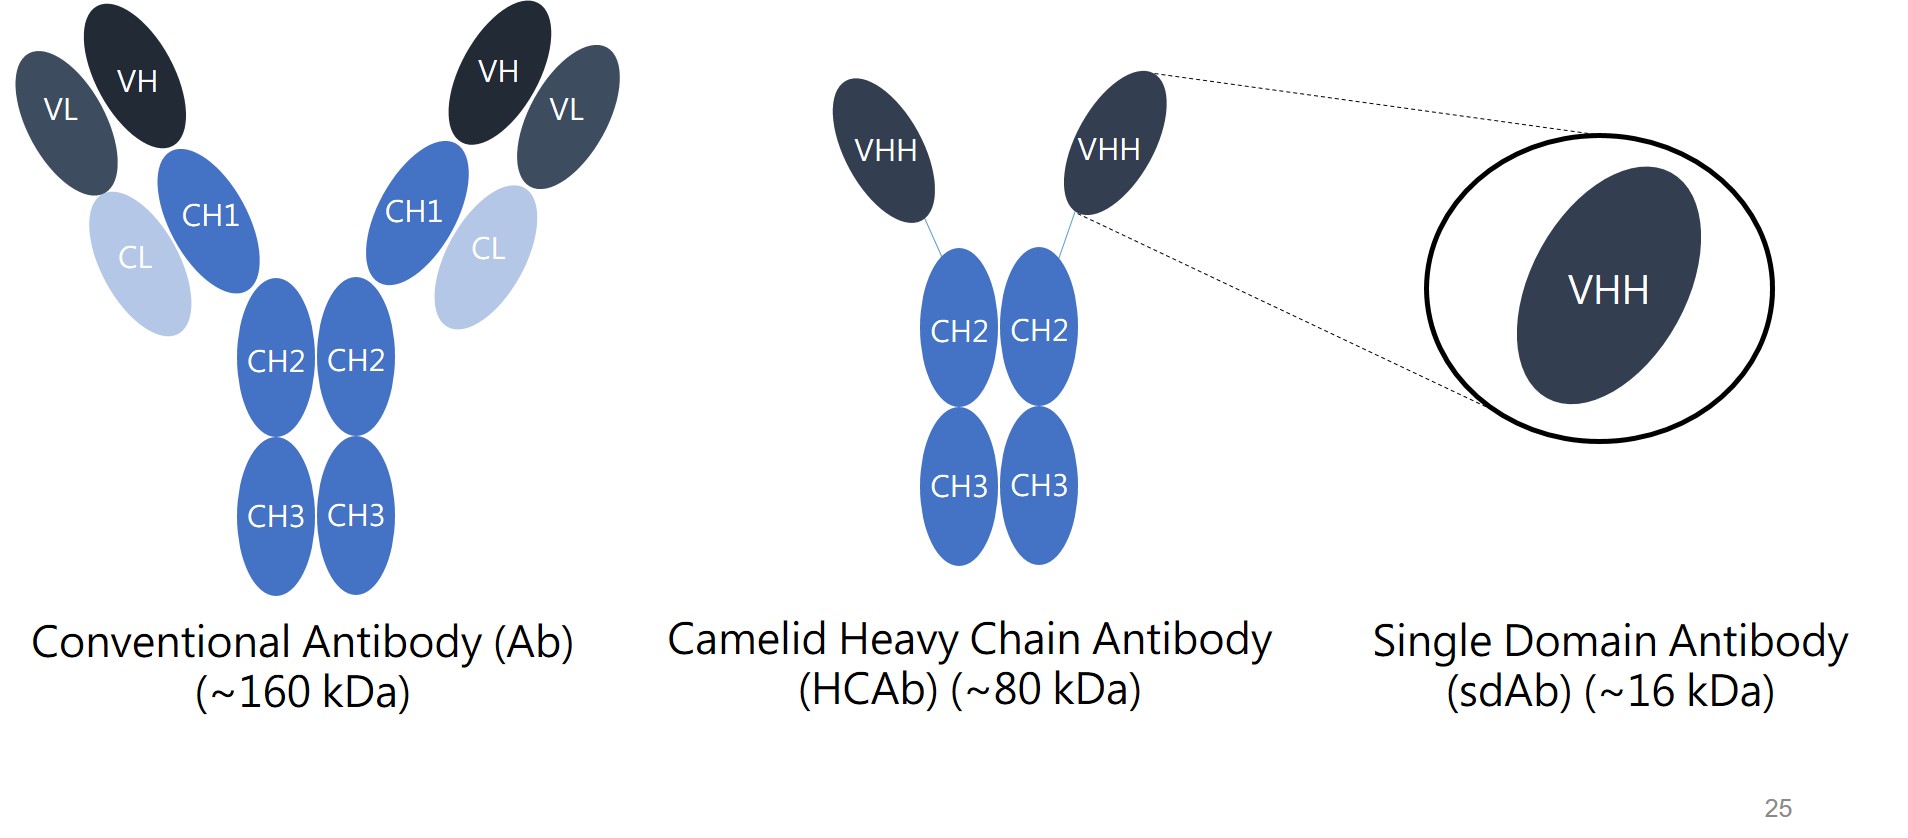 VH
VL
CH1
CL
VH
VL
CH1
CL
CH2
CH2
CH3
CH3
Conventional Antibody (Ab)
(~160 kDa)
VHH
VHH
CH2
CH2
CH3
CH3
Camelid Heavy Chain Antibody
(HCAb) (~80 kDa)
VHH
Single Domain Antibody
(sdAb) (~16 kDa)
25